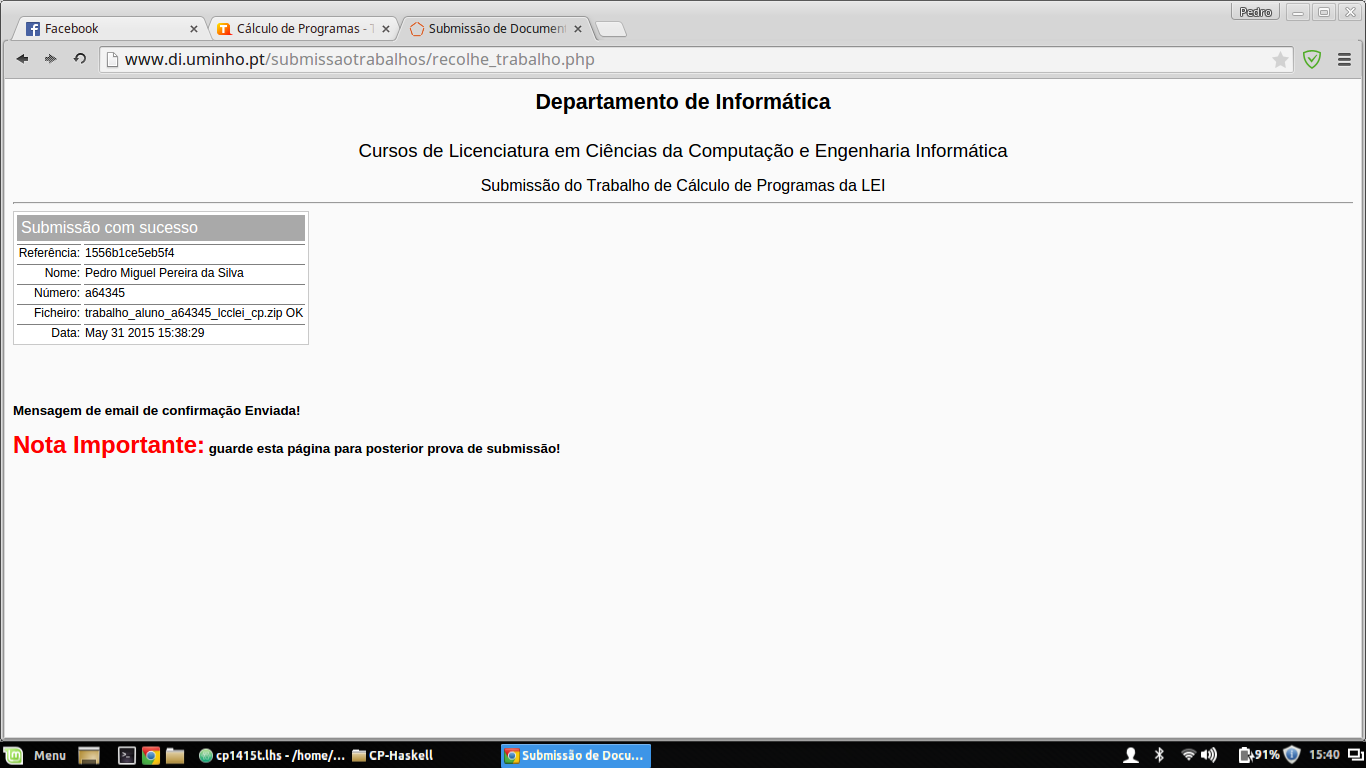 Pedro
Facebook
Cálculo de Programas - T
Submissão de Document
www.di.uminho.pt/submissaotrabalhos/recolhe_trabalho.php
Departamento de Informática
Cursos de Licenciatura em Ciências da Computação e Engenharia Informática
Submissão do Trabalho de Cálculo de Programas da LEI
Submissão com sucesso
Referência: 1556b1ce5eb5f4
Nome: Pedro Miguel Pereira da Silva
Número: a64345
Ficheiro: trabalho_aluno_a64345_lcclei_cp.zip OK
Data: May 31 2015 15:38:29
Mensagem de email de confirmação Enviada!
Nota Importante: guarde esta página para posterior prova de submissão!
Menu
cp1415t.lhs - /home/...
CP-Haskell
Submissão de Docu...
91%
15:40